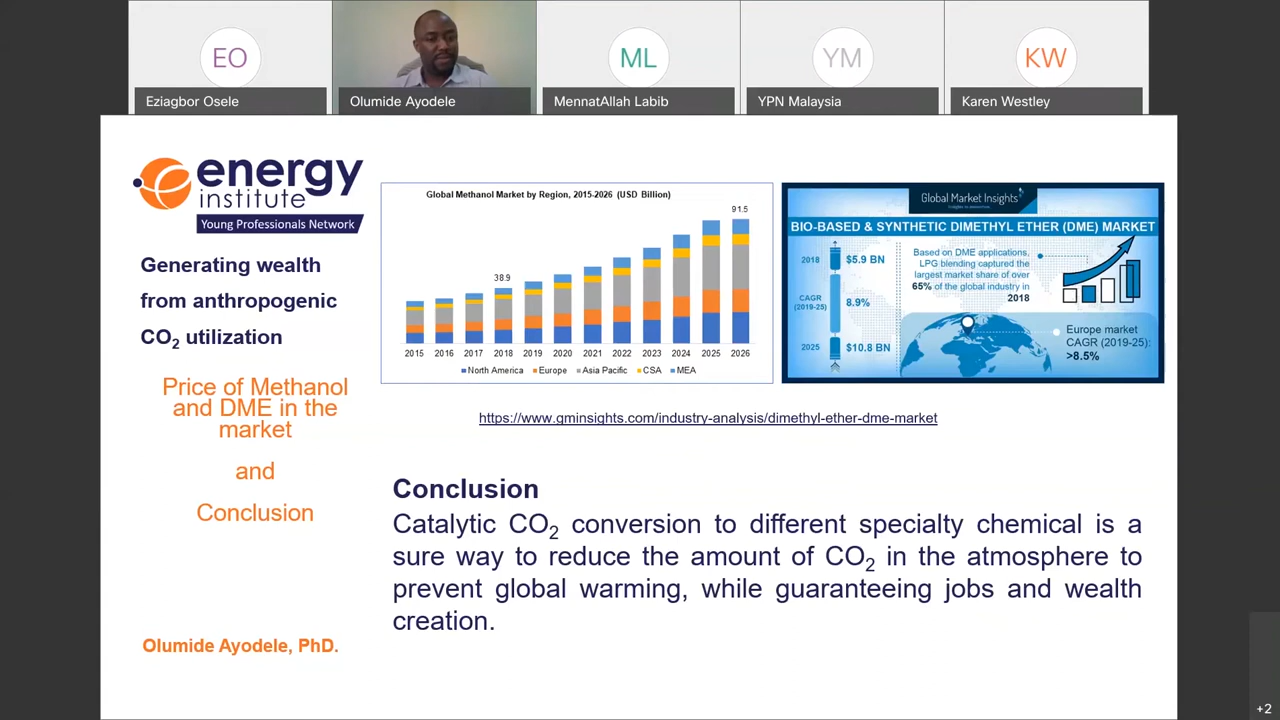 EO
ML
YM
KW
Eziagbor Osele
Olumide Ayodele
MennatAllah Labib
YPN Malaysia
Karen Westley
energy
institute
Young Professionals Network
Generating wealth
from anthropogenic
CO2 utilization
Price of Methanol
and DME in the
market
and
Conclusion
Olumide Ayodele, PhD.
Global Methanol Market by Region, 2015-2026 (USD Billion)
38.9
91.5
2015 2016 2017 2018 2019 2020 2021 2022 2023 2024 2025 2026
North America Europe Asia Pacific CSA MEA
Global Market Insights
BIO-BASED & SYNTHETIC DIMETHYL ETHER (DME) MARKET
2018
$5.9 BN
CAGR
(2019-25)
8.9%
2025
$10.8 BN
Based on DME applications,
LPG blending captured the
largest market share of over
65% of the global industry in
2018
Europe market
CAGR (2019-25):
>8.5%
https://www.gminsights.com/industry-analysis/dimethyl-ether-dme-market
Conclusion
Catalytic CO2 conversion to different specialty chemical is a
sure way to reduce the amount of CO2 in the atmosphere to
prevent global warming, while guaranteeing jobs and wealth
creation.
+2